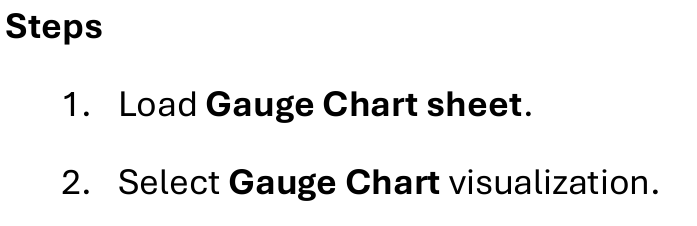 Steps
1. Load Gauge Chart sheet.
2. Select Gauge Chart visualization.